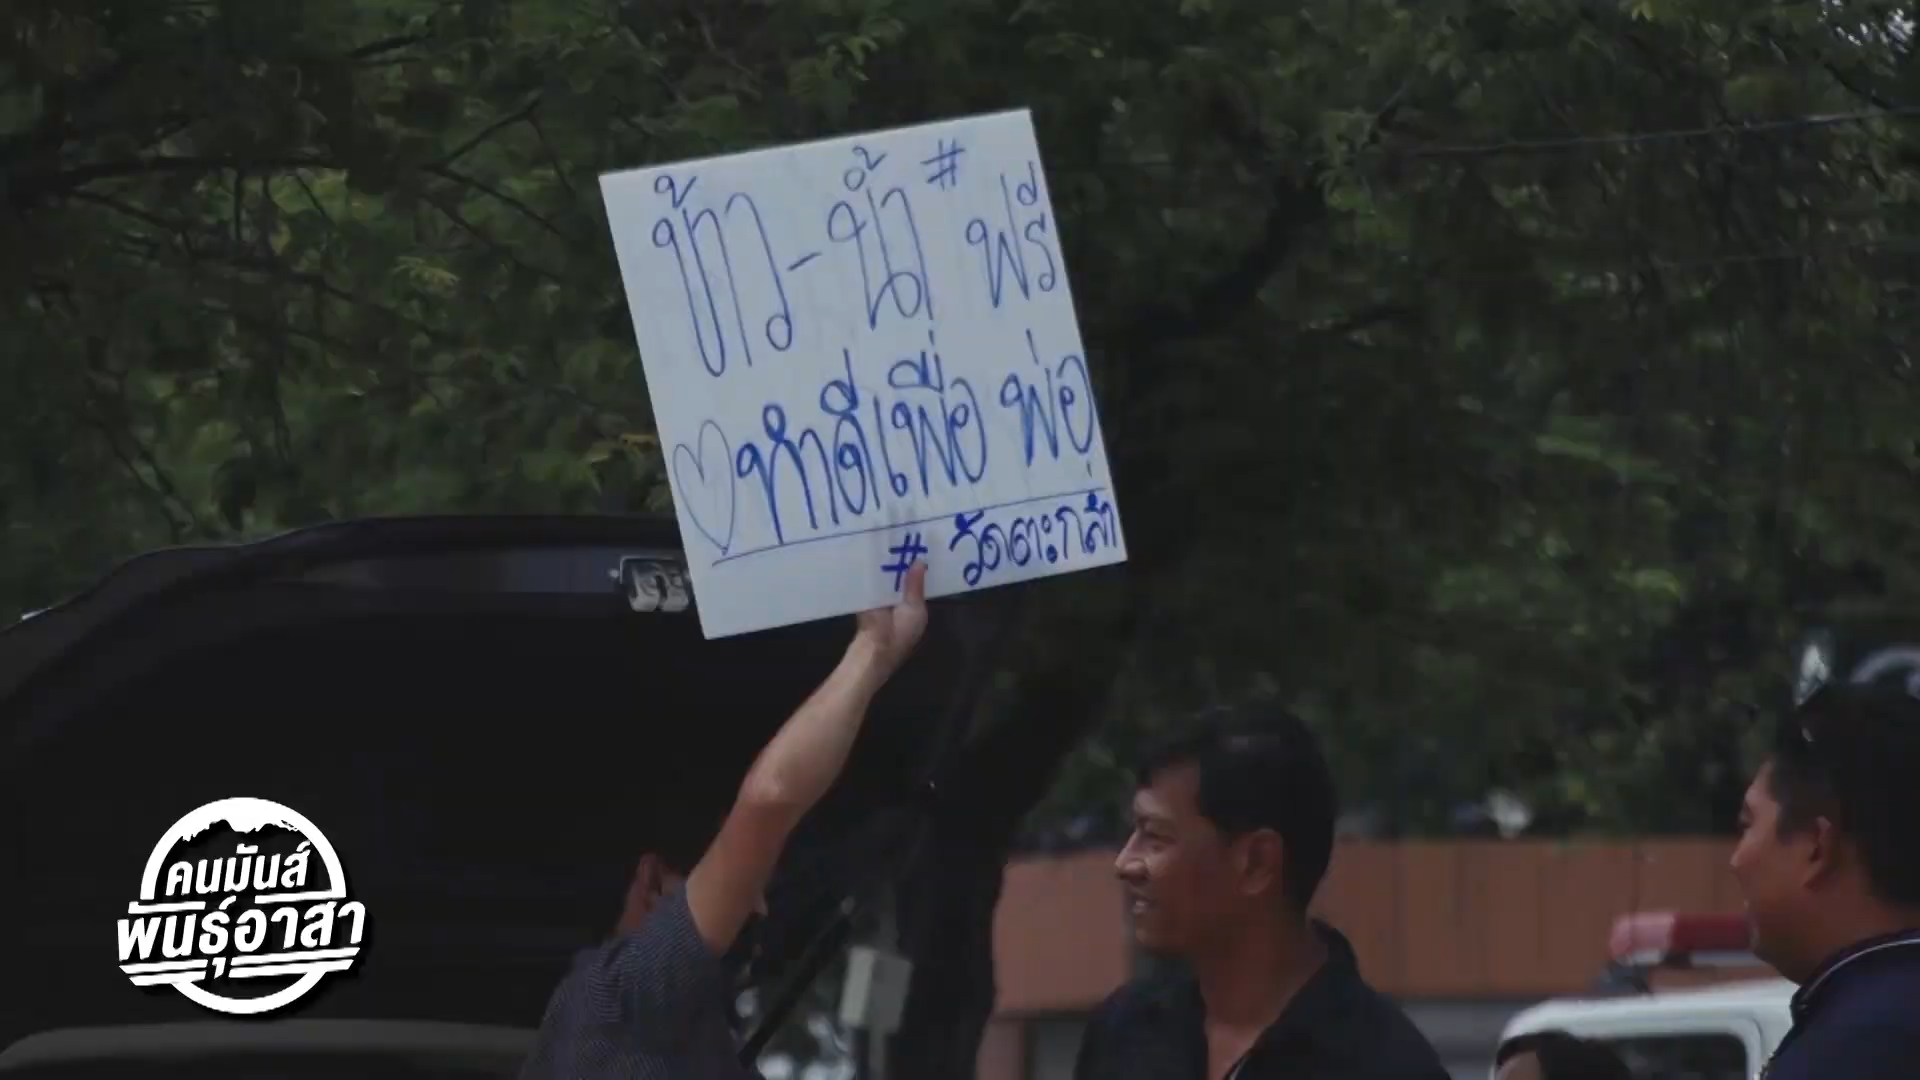 ข้าว-น้ำ # ฟรี
ทำดีเพื่อ พ่อ
# วัดตะกล่ำ
คนมันส์
พันธุ์อาสา